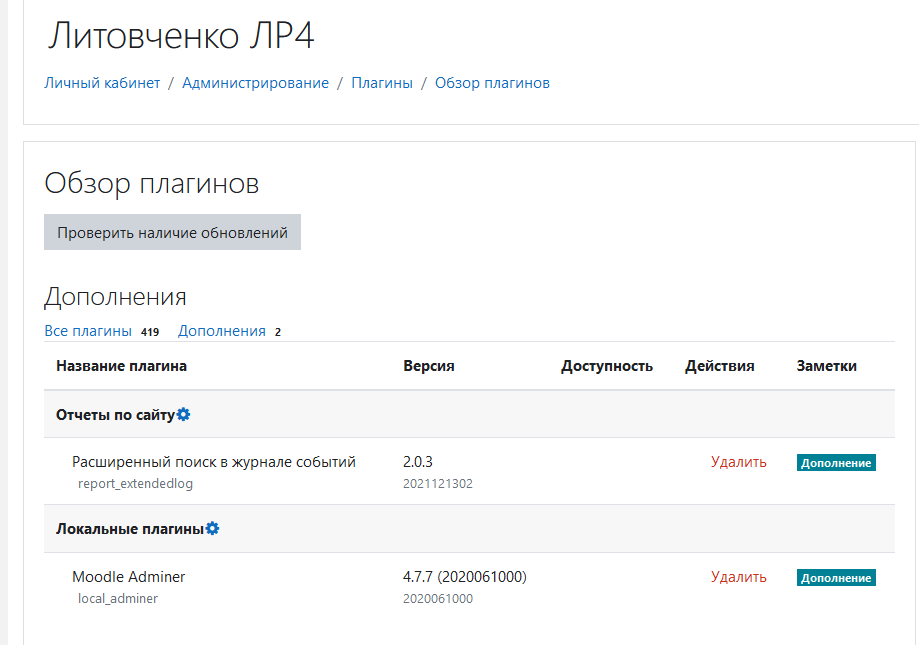 Литовченко ЛР4
Личный кабинет / Администрирование / Плагины / Обзор плагинов
Обзор плагинов
Проверить наличие обновлений
Дополнения
Все плагины 419 Дополнения 2
Название плагина Версия Доступность Действия Заметки
Отчеты по сайту
Расширенный поиск в журнале событий 2.0.3 Удалить Дополнение
report_extendedlog 2021121302
Локальные плагины
Moodle Adminer 4.7.7 (2020061000) Удалить Дополнение
local_adminer 2020061000